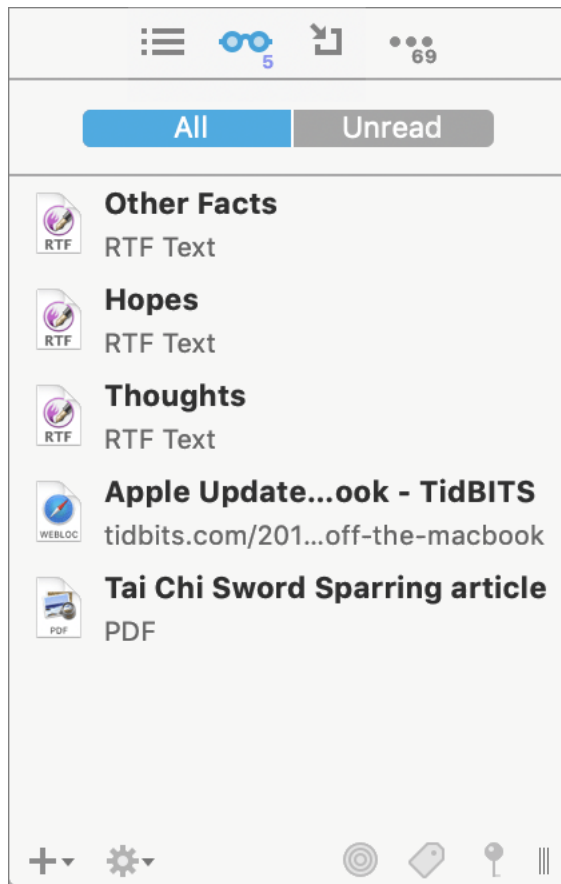 5
69
All
Unread
Other Facts
RTF
RTF Text
Hopes
RTF
RTF Text
Thoughts
RTF
RTF Text
Apple Update...ook - TidBITS
WEBLOC
tidbits.com/201...off-the-macbook
Tai Chi Sword Sparring article
PDF
PDF